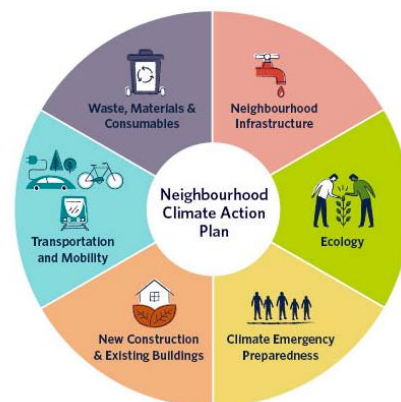 Waste, Materials &
Consumables
Neighbourhood
Infrastructure
Neighbourhood
Climate Action
Plan
Transportation
and Mobility
Ecology
New Construction
& Existing Buildings
Climate Emergency
Preparedness